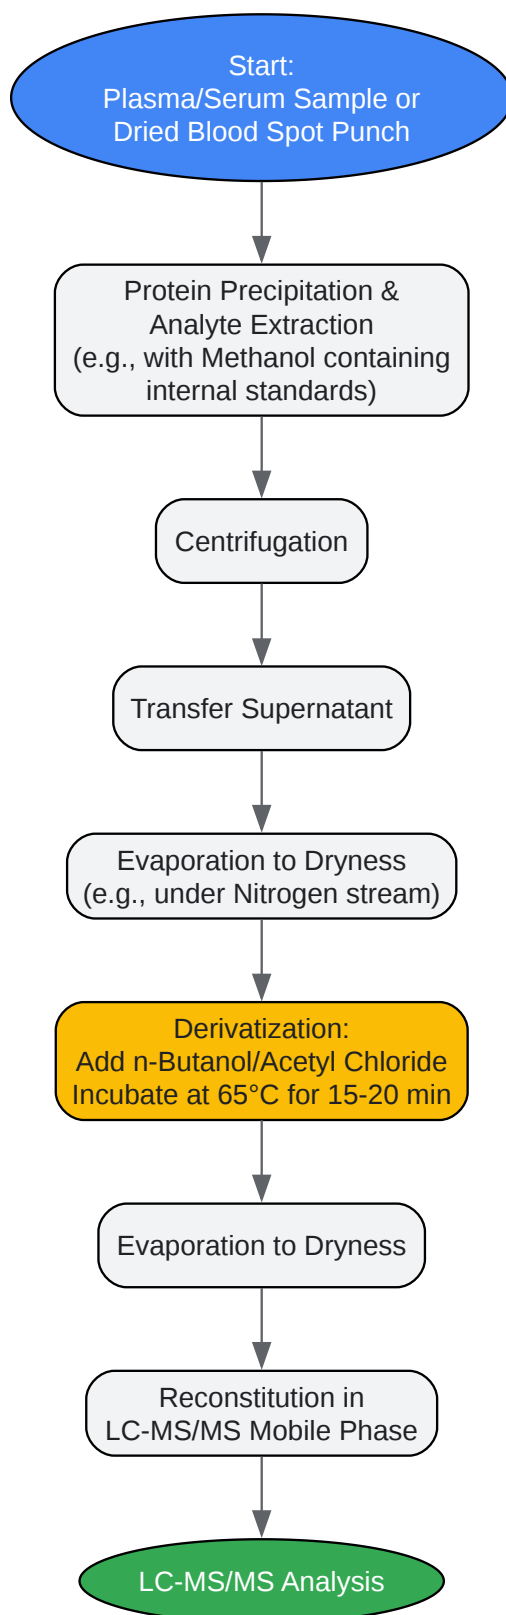 Start:
Plasma/Serum Sample or
Dried Blood Spot Punch
Protein Precipitation &
Analyte Extraction
(e.g., with Methanol containing
internal standards)
Centrifugation
Transfer Supernatant
Evaporation to Dryness
(e.g., under Nitrogen stream)
Derivatization:
Add n-Butanol/Acetyl Chloride
Incubate at 65°C for 15-20 min
Evaporation to Dryness
Reconstitution in
LC-MS/MS Mobile Phase
LC-MS/MS Analysis